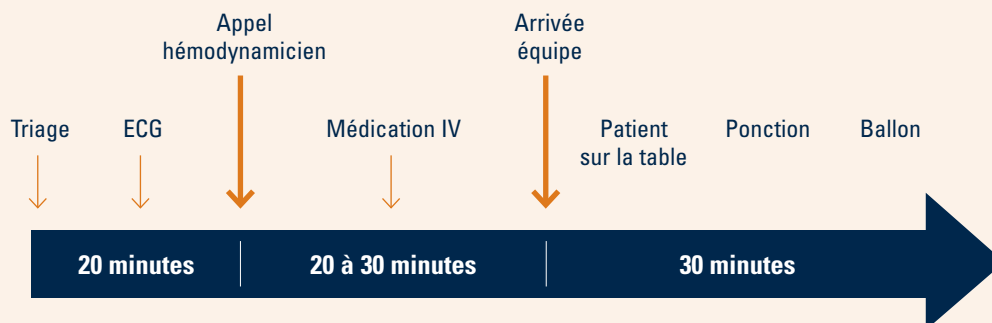 Appel
hémodynamicien
Arrivée
équipe
Triage
ECG
Médication IV
Patient
sur la table
Ponction
Ballon
20 minutes
20 à 30 minutes
30 minutes